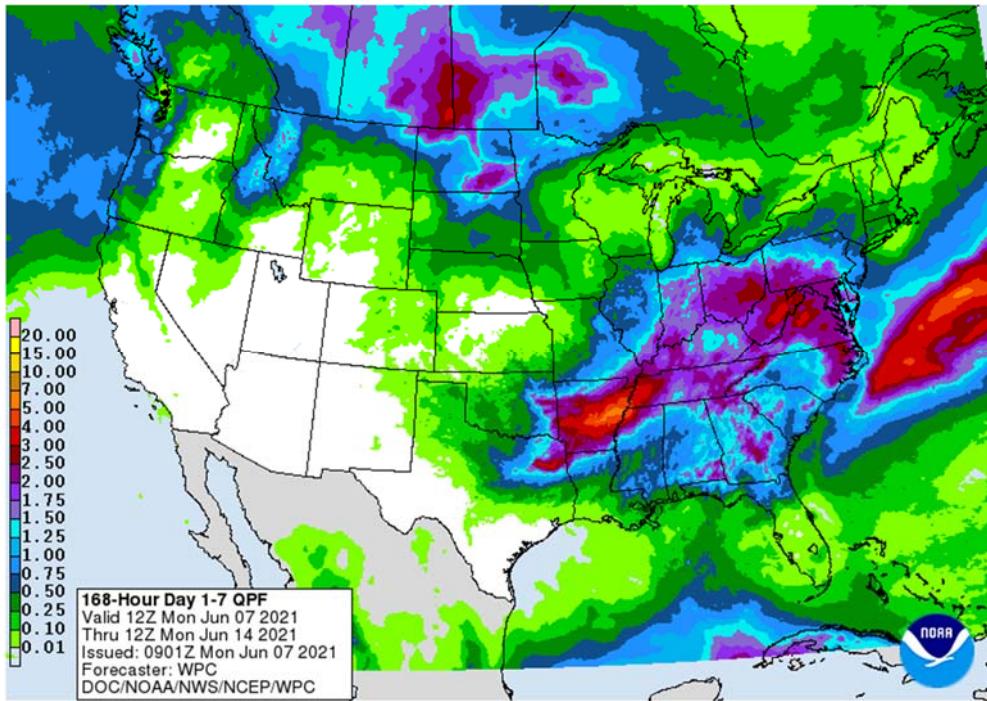 20.00
15.00
10.00
7.00
5.00
4.00
3.00
2.50
2.00
1.75
1.50
1.25
1.00
0.75
0.50
0.25
0.10
0.01
168-Hour Day 1-7 QPF
Valid 12Z Mon Jun 07 2021
Thru 12Z Mon Jun 14 2021
Issued: 0901Z Mon Jun 07 2021
Forecaster: WPC
DOC/NOAA/NWS/NCEP/WPC
NOAA